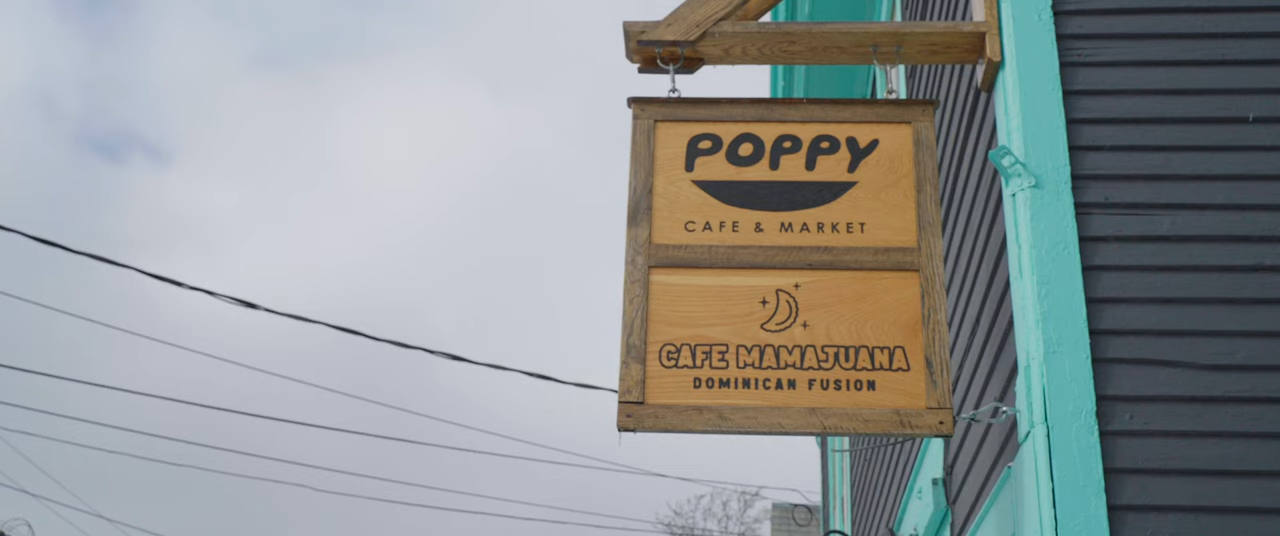 POPPY
CAFE & MARKET
CAFE MAMAJUANA
DOMINICAN FUSION